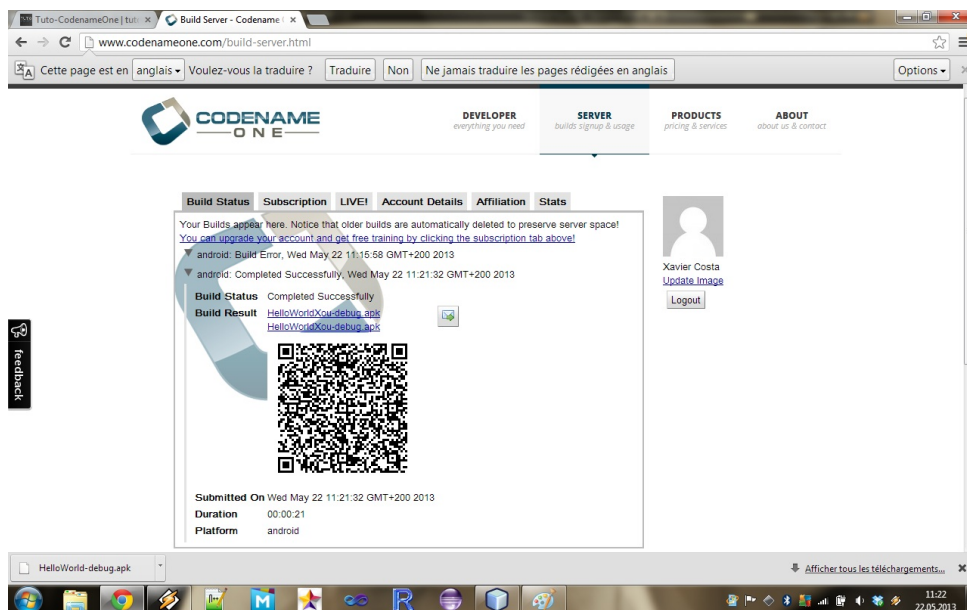 Tuto-CodenameOne | tut
Build Server - Codename
www.codenameone.com/build-server.html
Cette page est en anglais Voulez-vous la traduire ? Traduire Non Ne jamais traduire les pages rédigées en anglais Options
CODENAME
ONE
DEVELOPER
everything you need
SERVER
builds signup & usage
PRODUCTS
pricing & services
ABOUT
about us & contact
Build Status Subscription LIVE! Account Details Affiliation Stats
Your Builds appear here. Notice that older builds are automatically deleted to preserve server space!
You can upgrade your account and get free training by clicking the subscription tab above!
android: Build Error, Wed May 22 11:15:58 GMT+200 2013
android: Completed Successfully, Wed May 22 11:21:32 GMT+200 2013
Build Status Completed Successfully
Build Result HelloWorldXou-debug.apk
HelloWorldXou-debug.apk
Xavier Costa
Update Image
Logout
feedback
Submitted On Wed May 22 11:21:32 GMT+200 2013
Duration 00:00:21
Platform android
HelloWorld-debug.apk
Afficher tous les téléchargements...
11:22
22.05.2013